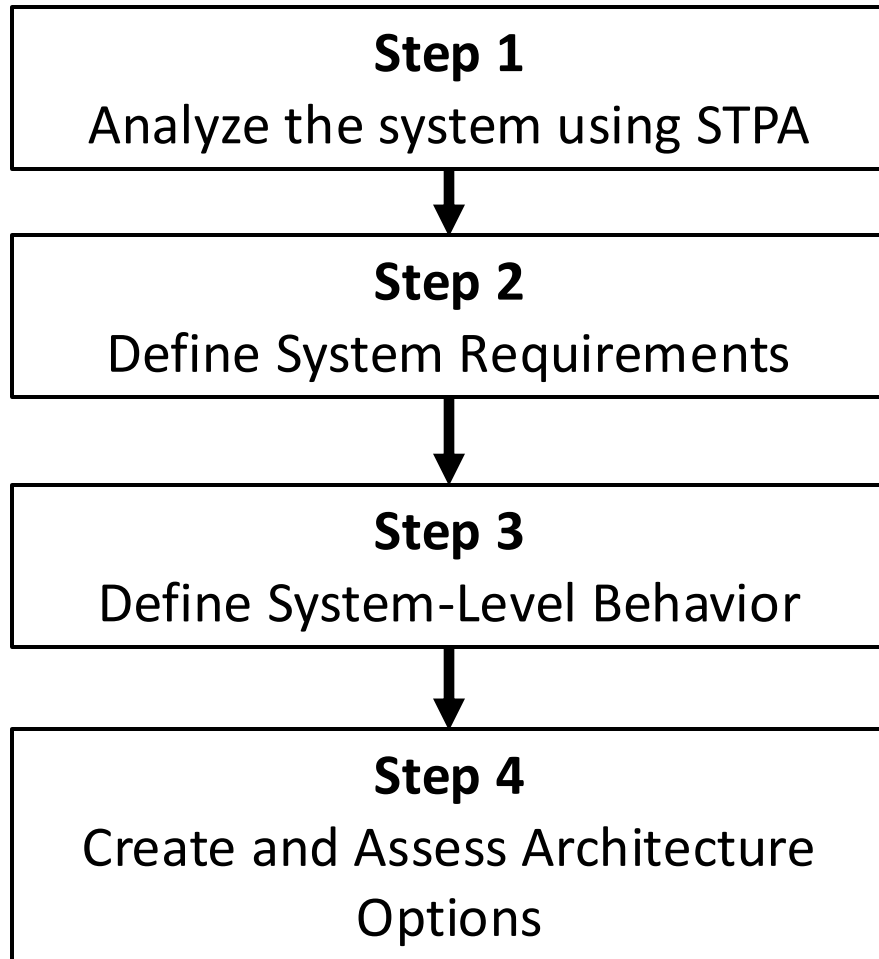 Step 1
Analyze the system using STPA
Step 2
Define System Requirements
Step 3
Define System-Level Behavior
Step 4
Create and Assess Architecture
Options